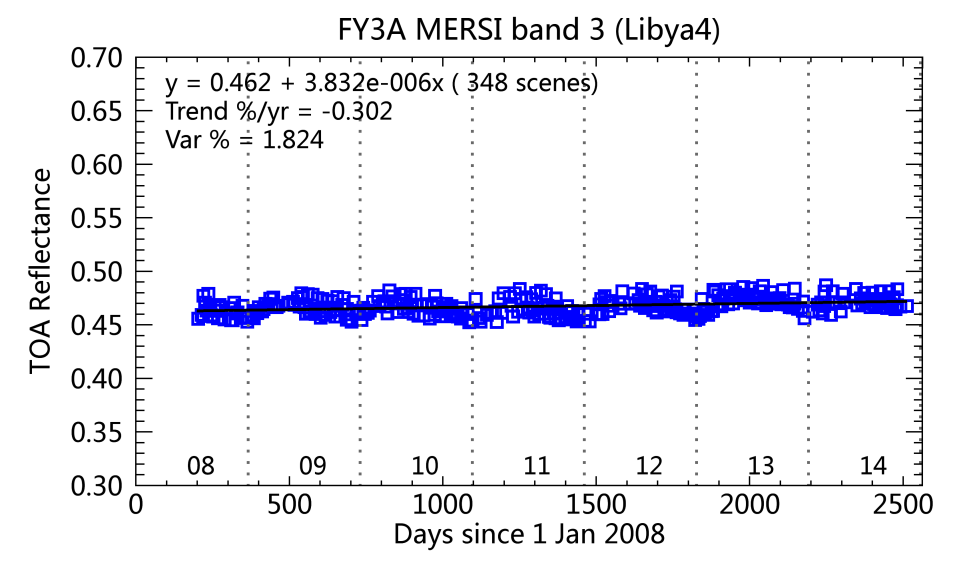 FY3A MERSI band 3 (Libya4)
0.70
y = 0.462 + 3.832e-006x ( 348 scenes)
0.65
Trend %/yr = -0.302
Var % = 1.824
0.60
0.55
0.50
0.45
0.40
0.35
0.30
TOA Reflectance
08 09 10 11 12 13 14
0 500 1000 1500 2000 2500
Days since 1 Jan 2008